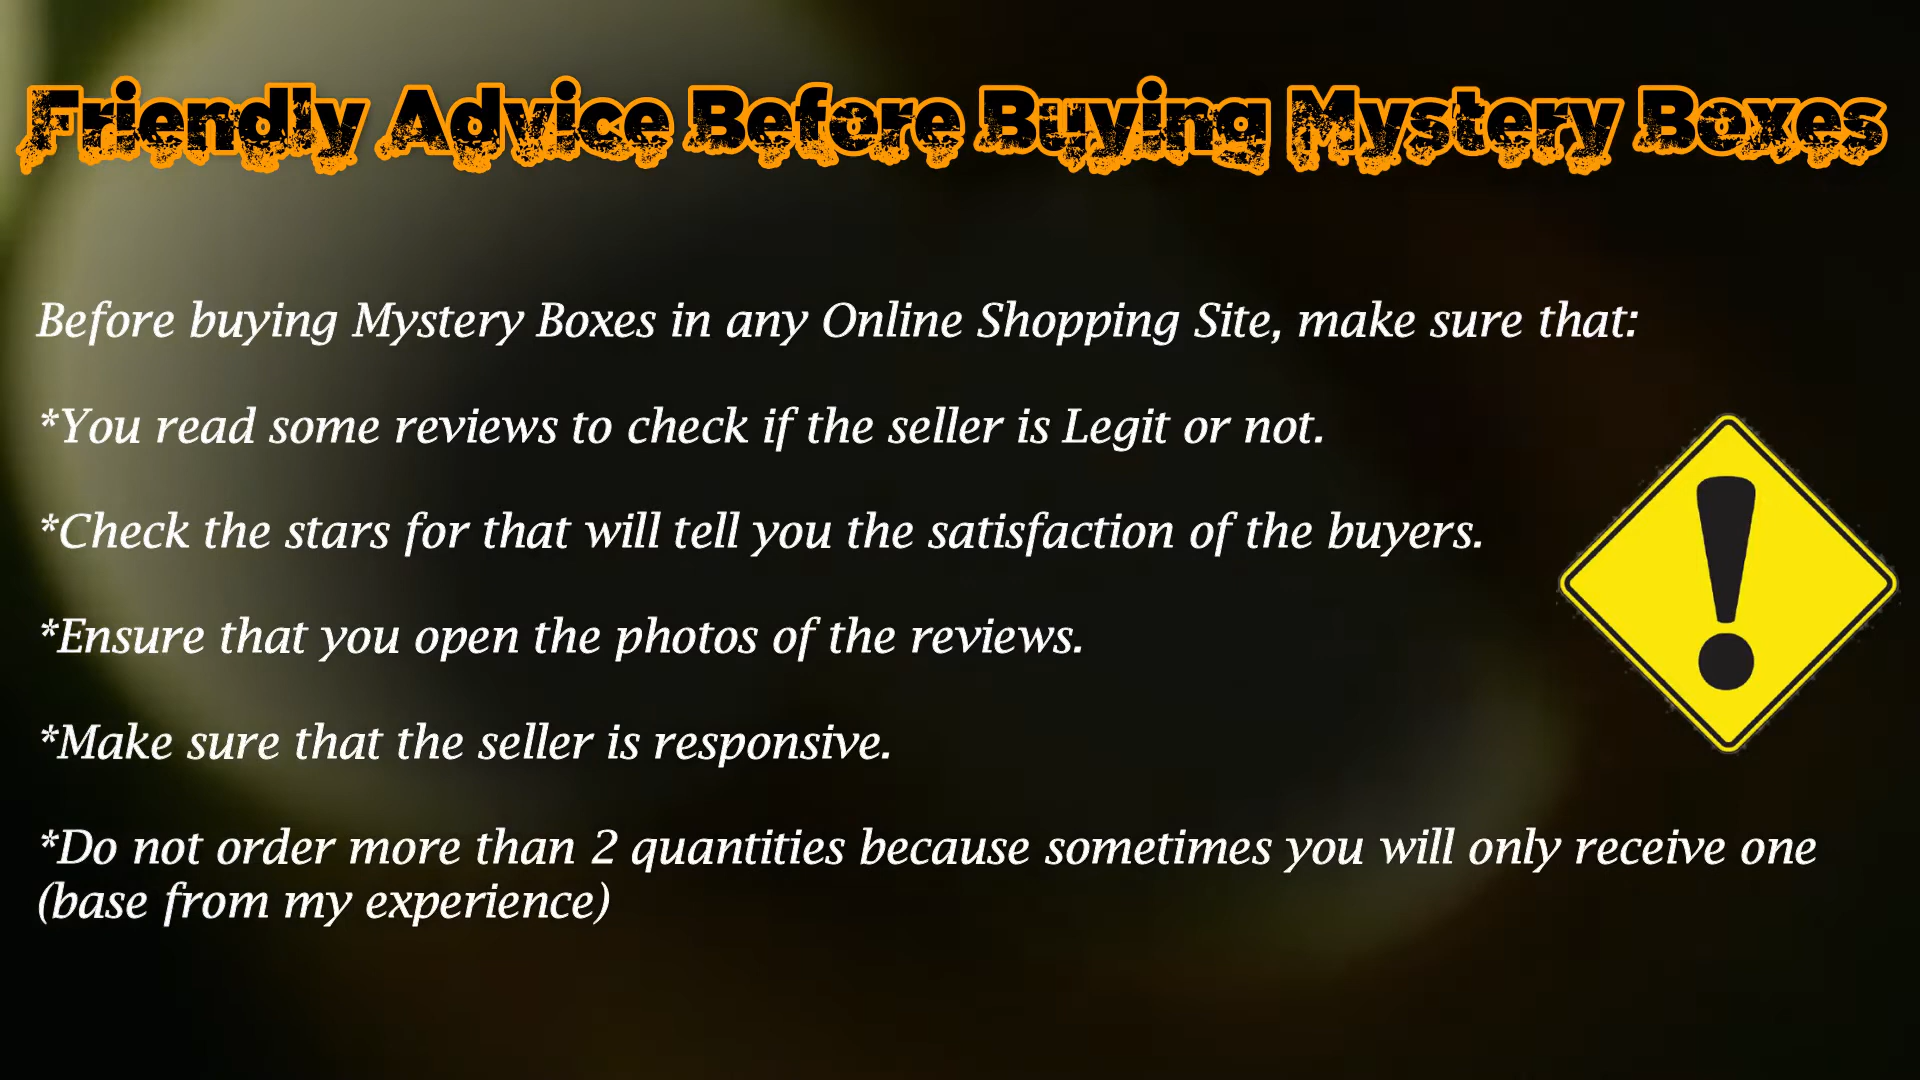 Friendly Advice Before Buying Mystery Boxes
Before buying Mystery Boxes in any Online Shopping Site, make sure that:
*You read some reviews to check if the seller is Legit or not.
*Check the stars for that will tell you the satisfaction of the buyers.
*Ensure that you open the photos of the reviews.
*Make sure that the seller is responsive.
*Do not order more than 2 quantities because sometimes you will only receive one
(base from my experience)